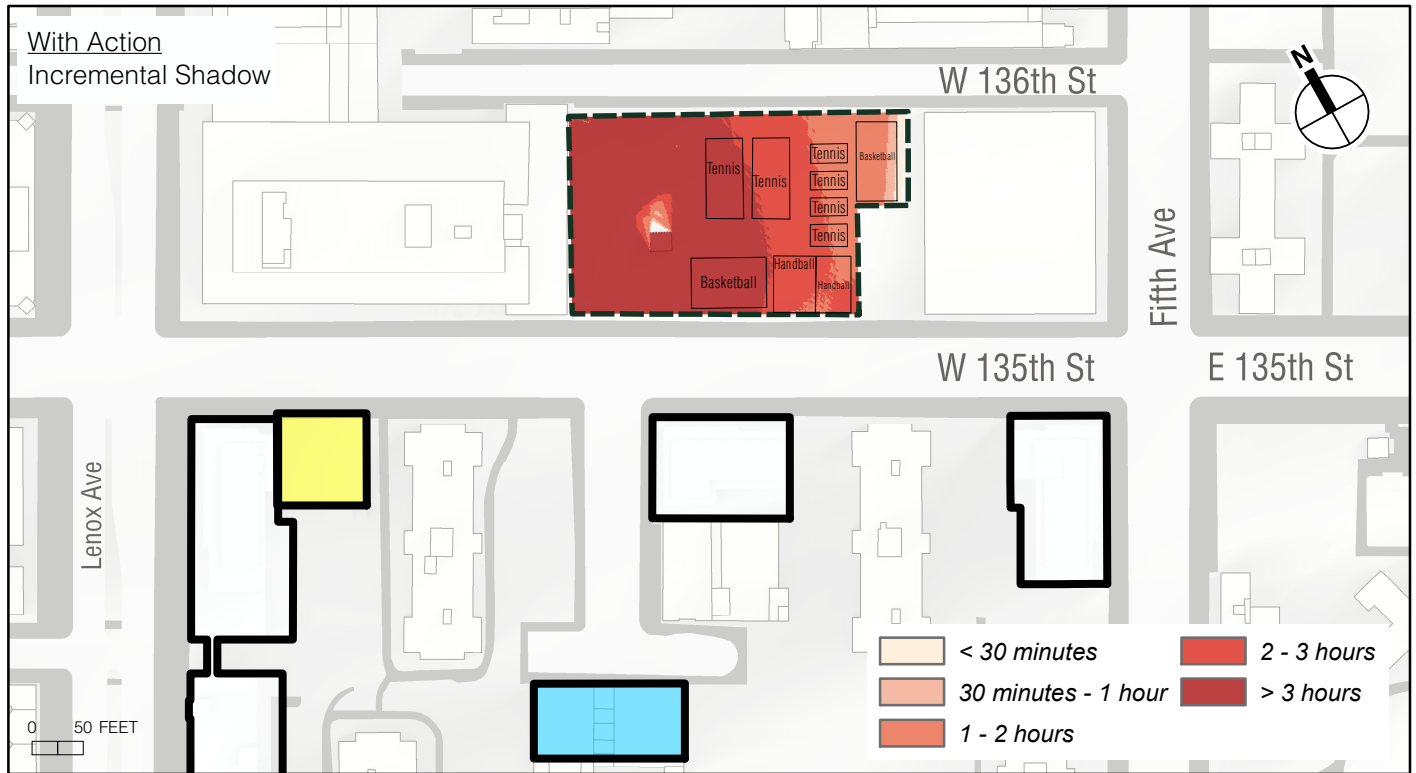 With Action
Incremental Shadow
W 136th St
N
Tennis
Tennis
Tennis
Tennis
Tennis
Tennis
Basketball
Basketball
Handball
Handball
Fifth Ave
W 135th St
E 135th St
Lenox Ave
0 50 FEET
< 30 minutes
30 minutes - 1 hour
1 - 2 hours
2 - 3 hours
> 3 hours